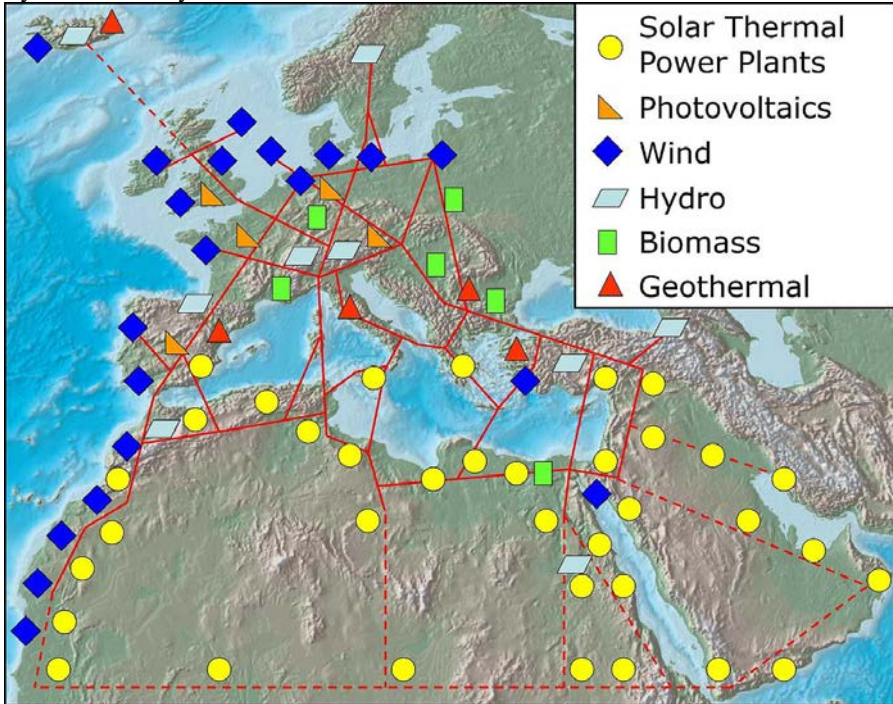 Solar Thermal
Power Plants
Photovoltaics
Wind
Hydro
Biomass
Geothermal